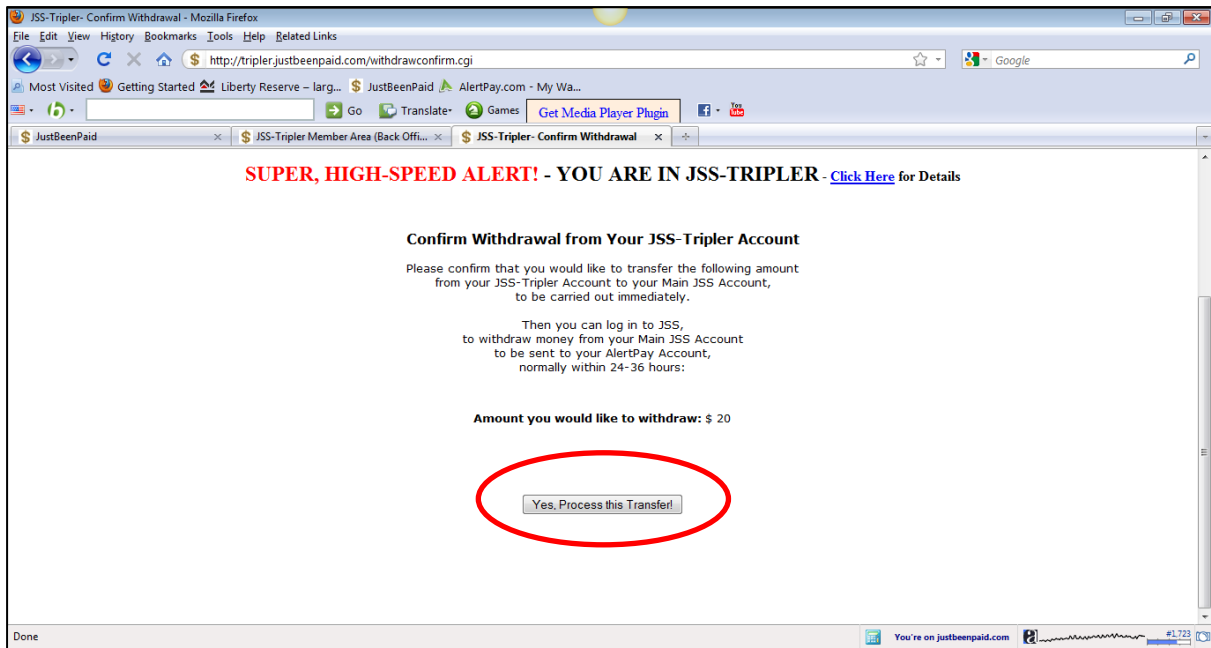 JSS-Tripler- Confirm Withdrawal - Mozilla Firefox
File Edit View History Bookmarks Tools Help Related Links
http://tripler.justbeenpaid.com/withdrawconfirm.cgi
Google
Most Visited Getting Started Liberty Reserve – larg... JustBeenPaid AlertPay.com - My Wa...
Go Translate Games Get Media Player Plugin You Tube
JustBeenPaid JSS-Tripler Member Area (Back Offi... JSS-Tripler- Confirm Withdrawal
SUPER, HIGH-SPEED ALERT! - YOU ARE IN JSS-TRIPLER - Click Here for Details
Confirm Withdrawal from Your JSS-Tripler Account
Please confirm that you would like to transfer the following amount
from your JSS-Tripler Account to your Main JSS Account,
to be carried out immediately.
Then you can log in to JSS,
to withdraw money from your Main JSS Account
to be sent to your AlertPay Account,
normally within 24-36 hours:
Amount you would like to withdraw: $ 20
Yes, Process this Transfer!
Done
You're on justbeenpaid.com
#1,723